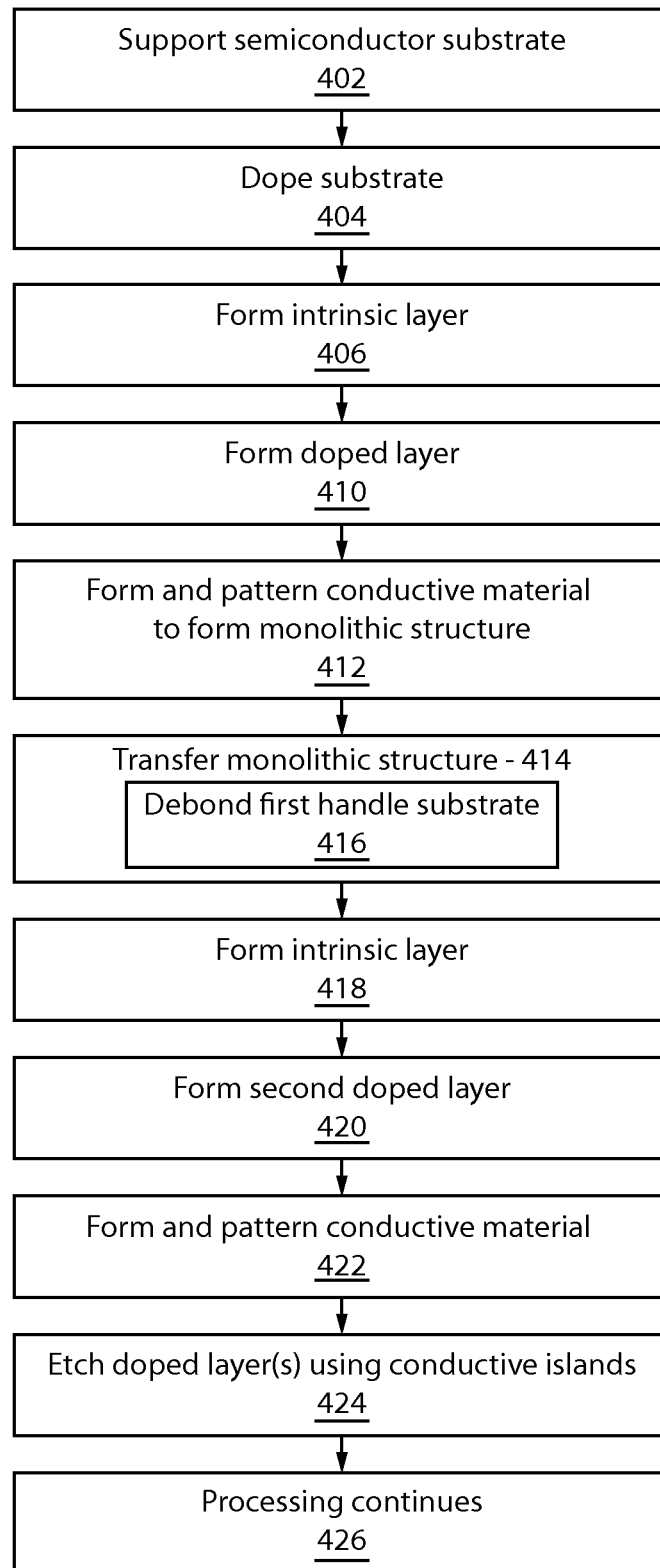 Support semiconductor substrate
402
Dope substrate
404
Form intrinsic layer
406
Form doped layer
410
Form and pattern conductive material
to form monolithic structure
412
Transfer monolithic structure - 414
Debond first handle substrate
416
Form intrinsic layer
418
Form second doped layer
420
Form and pattern conductive material
422
Etch doped layer(s) using conductive islands
424
Processing continues
426